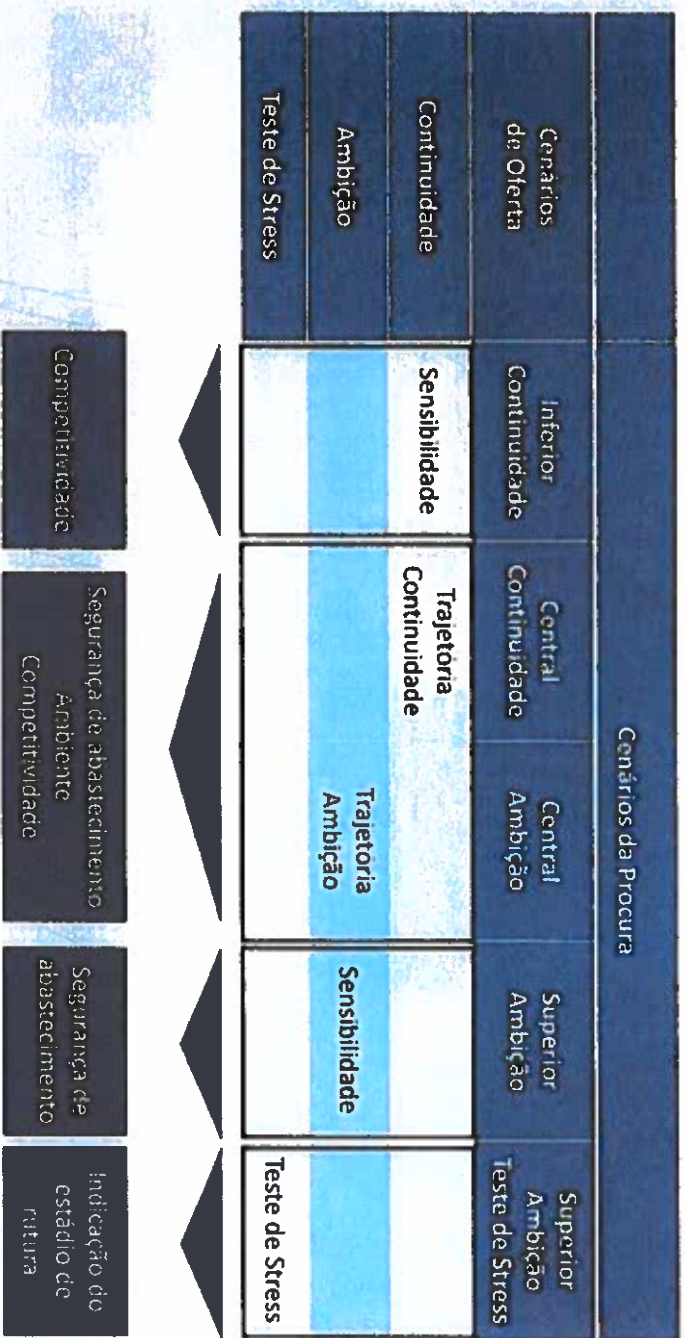 Cenários da Procura
Cenários
de Oferta
Inferior
Continuidade
Central
Continuidade
Central
Ambição
Superior
Ambição
Superior
Ambição
Teste de Stress
Continuidade
Sensibilidade
Trajetória
Continuidade
Ambição
Trajetória
Ambição
Sensibilidade
Teste de Stress
Teste de Stress
Competitividade
Segurança de abastecimento
Ambiente
Competitividade
Segurança de
abastecimento
Indicação do
estádio de
rutura